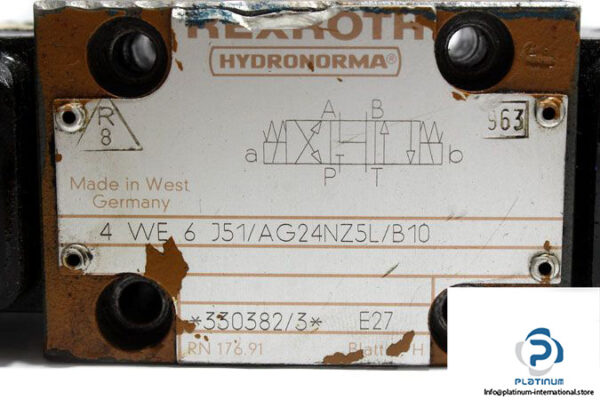 REXROTH
HYDRONORMA®
R
8
A B
963
a b
P T
Made in West
Germany
4 WE 6 J51/AG24NZ5L/B10
*330382/3* E27
RN 176.91 Blatt H
PLATINUM
info@platinum-international.store